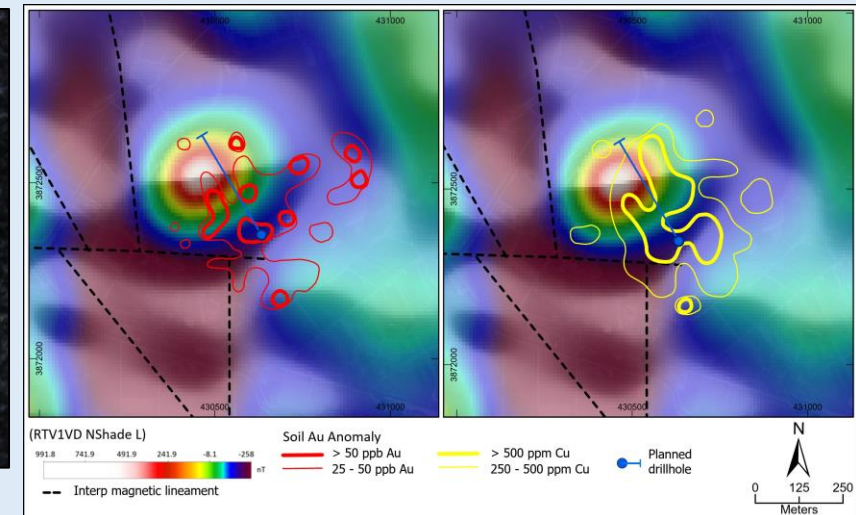 430500
431000
430500
431000
3872500
3872500
3872000
3872000
430500
431000
430500
431000
(RTV1VD NShade L)
991.8 741.9 491.9 241.9 -8.1 -258
nT
Interp magnetic lineament
Soil Au Anomaly
> 50 ppb Au
25 - 50 ppb Au
> 500 ppm Cu
250 - 500 ppm Cu
Planned
drillhole
N
0 125 250
Meters